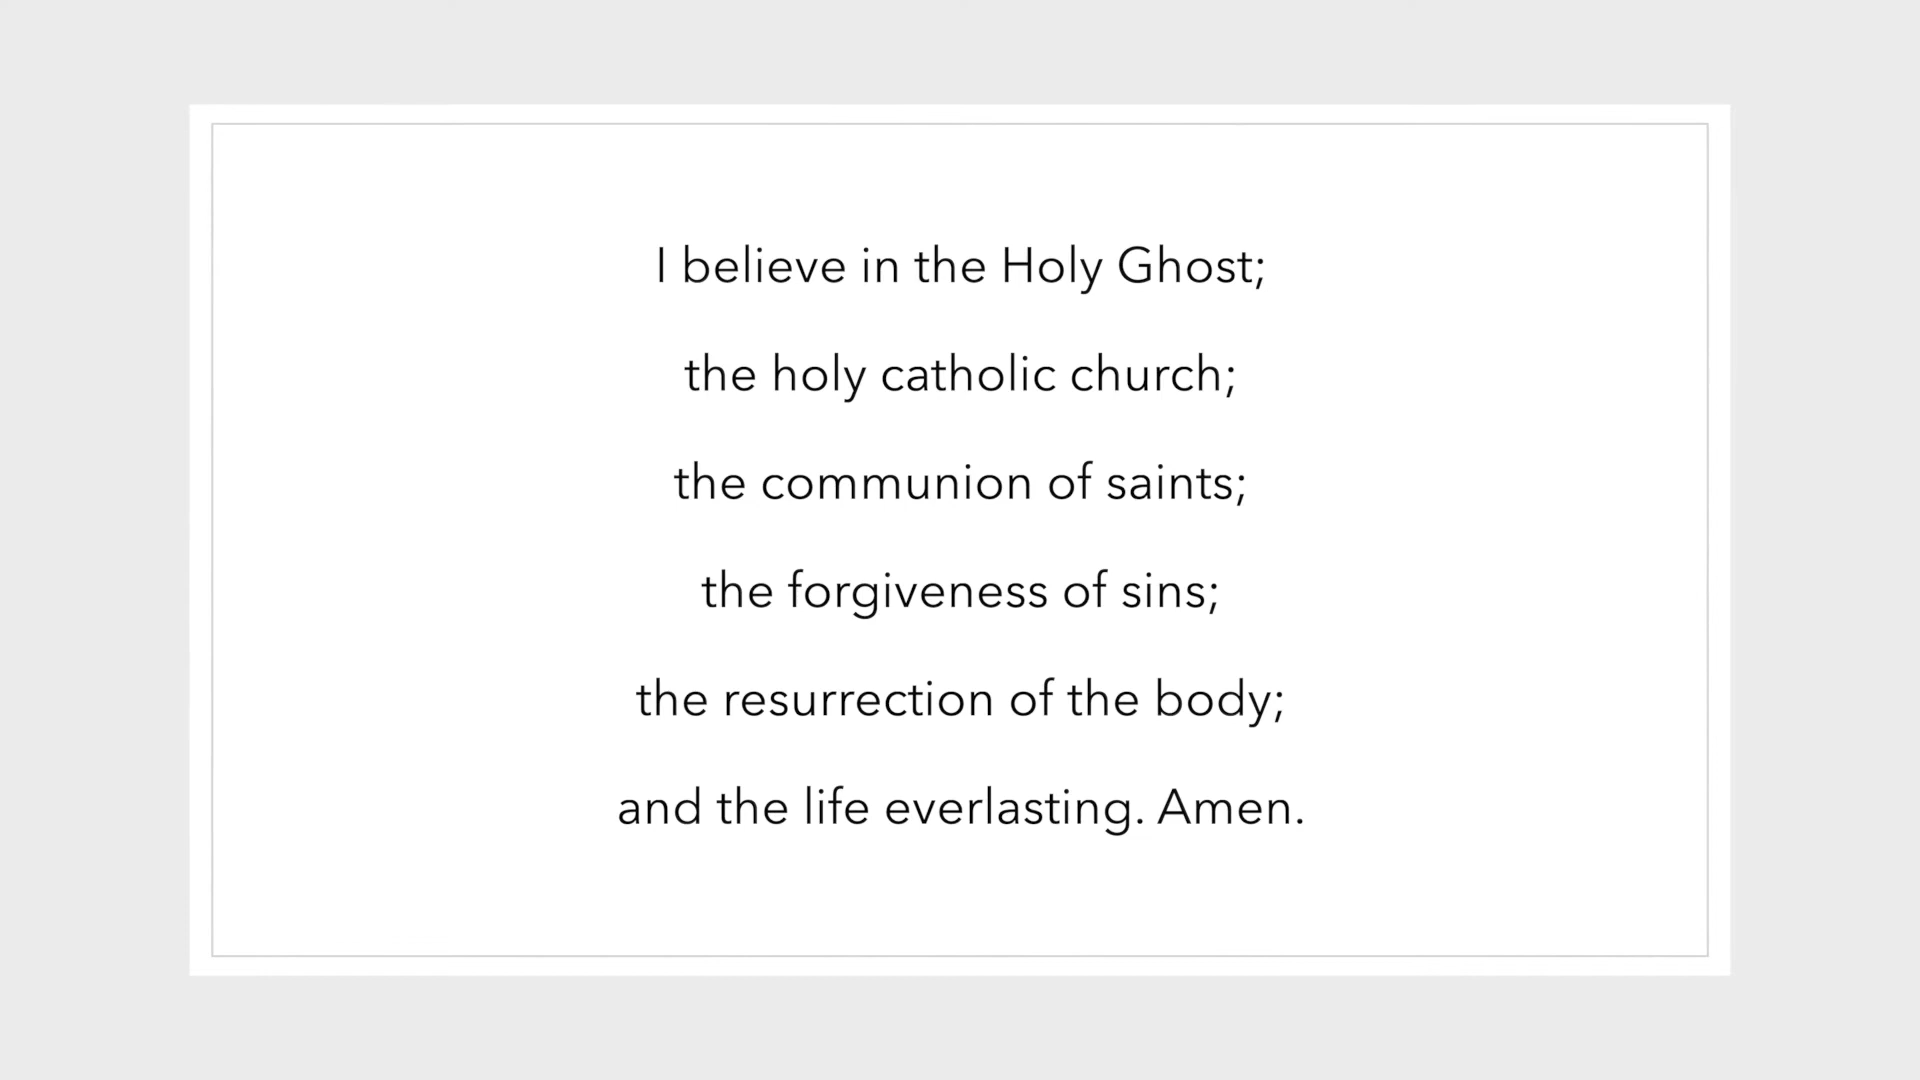 I believe in the Holy Ghost;
the holy catholic church;
the communion of saints;
the forgiveness of sins;
the resurrection of the body;
and the life everlasting. Amen.